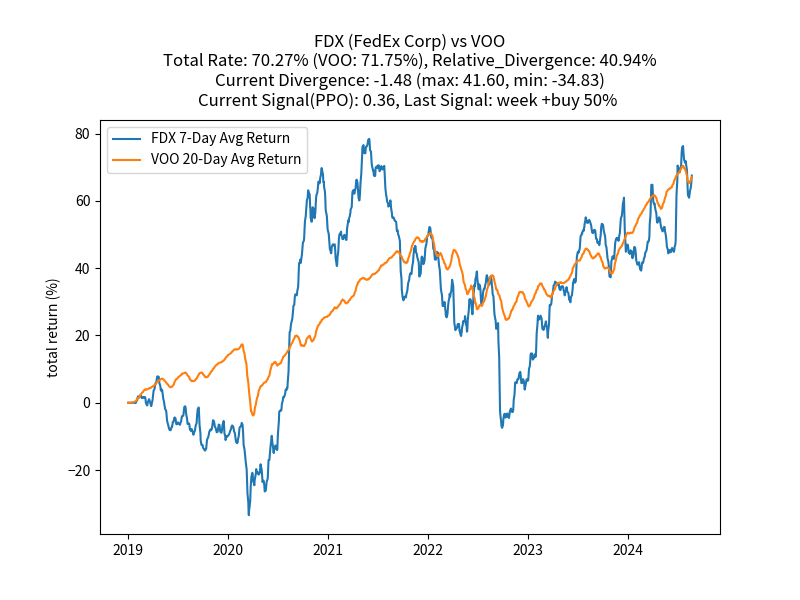 FDX (FedEx Corp) vs VOO
Total Rate: 70.27% (VOO: 71.75%), Relative_Divergence: 40.94%
Current Divergence: -1.48 (max: 41.60, min: -34.83)
Current Signal(PPO): 0.36, Last Signal: week +buy 50%
FDX 7-Day Avg Return
VOO 20-Day Avg Return
total return (%)
80
60
40
20
0
−20
2019
2020
2021
2022
2023
2024